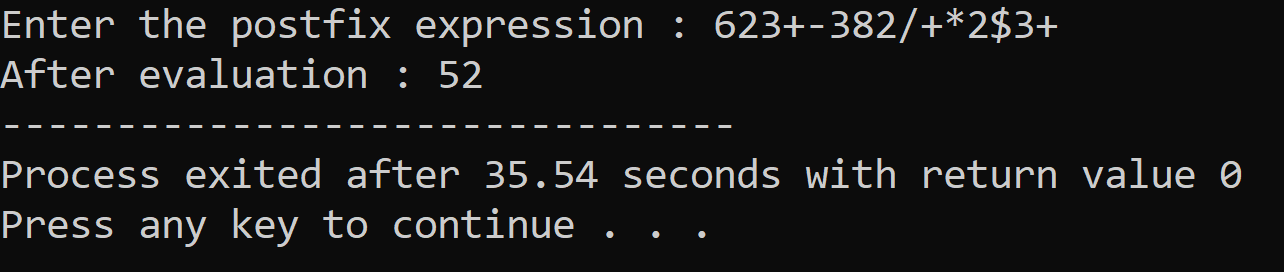 Enter the postfix expression : 623+-382/+*2$3+
After evaluation : 52
--------------------------------
Process exited after 35.54 seconds with return value 0
Press any key to continue . . .